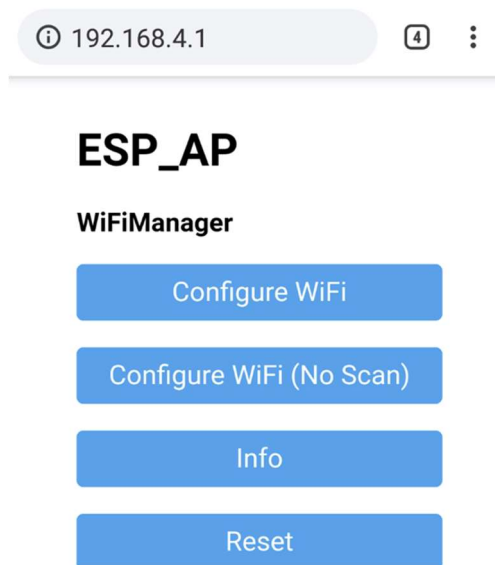 192.168.4.1 4
ESP_AP
WiFiManager
Configure WiFi
Configure WiFi (No Scan)
Info
Reset